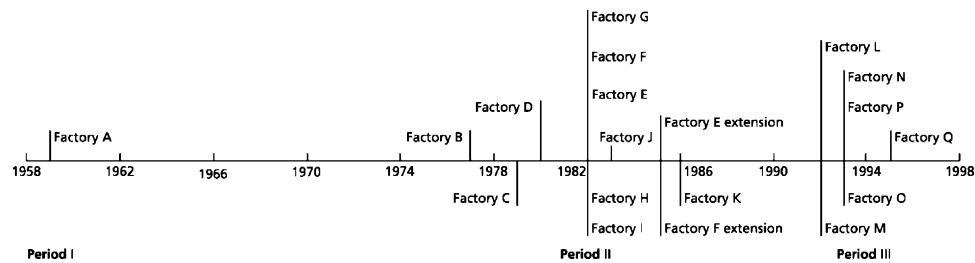 Factory G
Factory L
Factory F
Factory N
Factory E
Factory D
Factory P
Factory E extension
Factory A
Factory B
Factory J
Factory Q
1958 1962 1966 1970 1974 1978 1982 1986 1990 1994 1998
Factory C
Factory H
Factory K
Factory O
Factory I
Factory F extension
Factory M
Period I
Period II
Period III